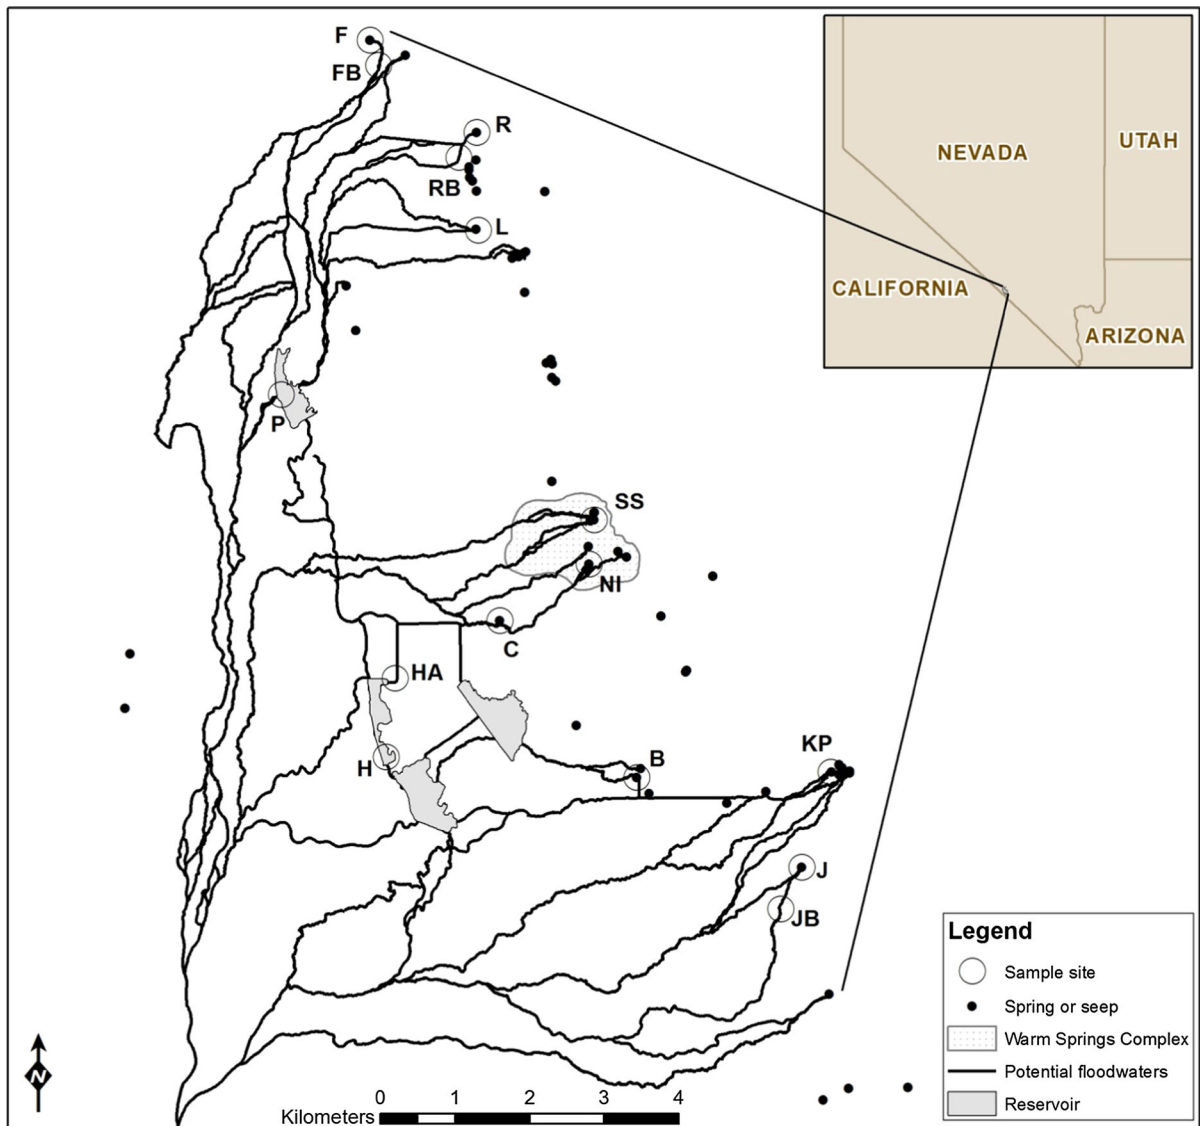 F
FB
R
RB
L
P
SS
NI
C
HA
H
B
KP
J
JB
NEVADA
UTAH
CALIFORNIA
ARIZONA
Legend
Sample site
Spring or seep
Warm Springs Complex
Potential floodwaters
Reservoir
N
0 1 2 3 4
Kilometers